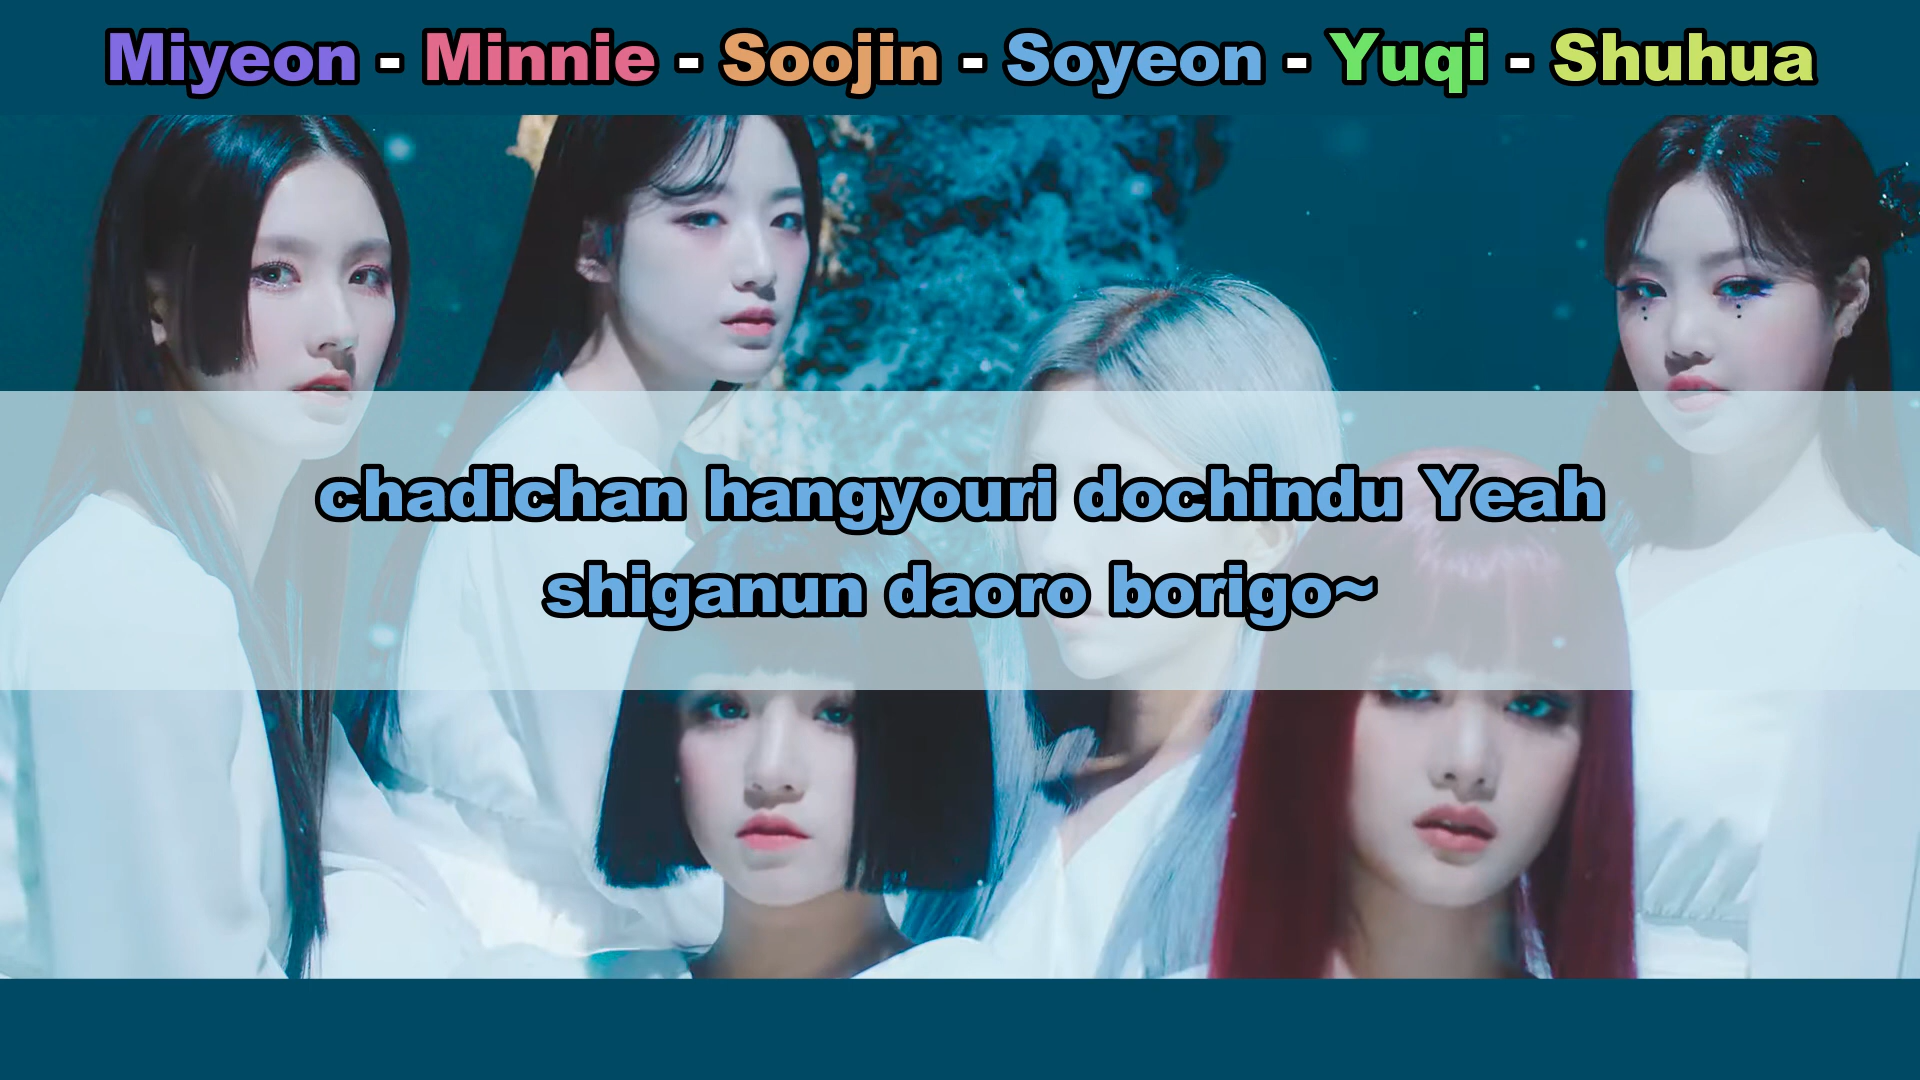 Miyeon - Minnie - Soojin - Soyeon - Yuqi - Shuhua
chadichan hangyouri dochindu Yeah
shiganun daoro borigo~